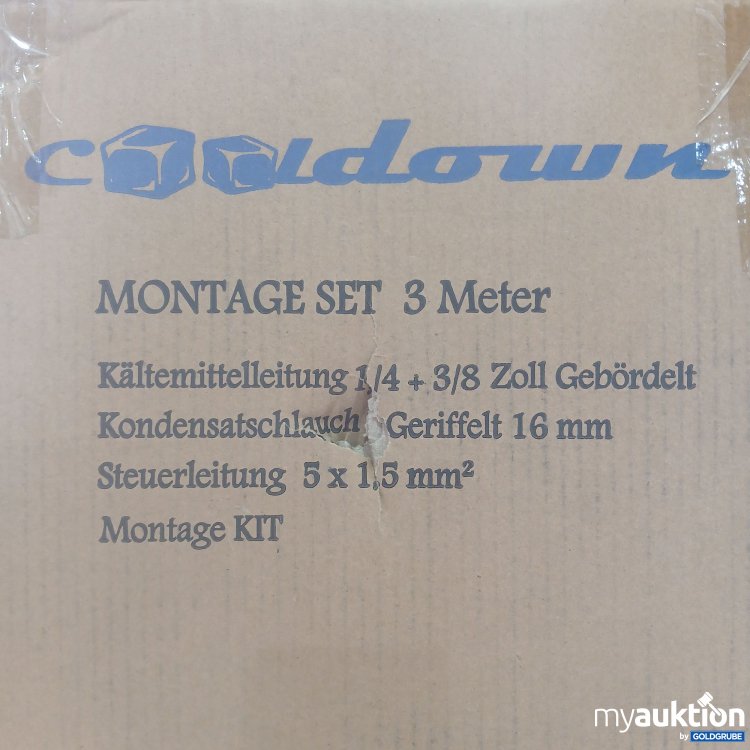 cooldown
MONTAGE SET 3 Meter
Kältemittelleitung 1/4 + 3/8 Zoll Gebördelt
Kondensatschlauch Geriffelt 16 mm
Steuerleitung 5 x 1,5 mm²
Montage KIT
myauktion
by GOLDGRUBE